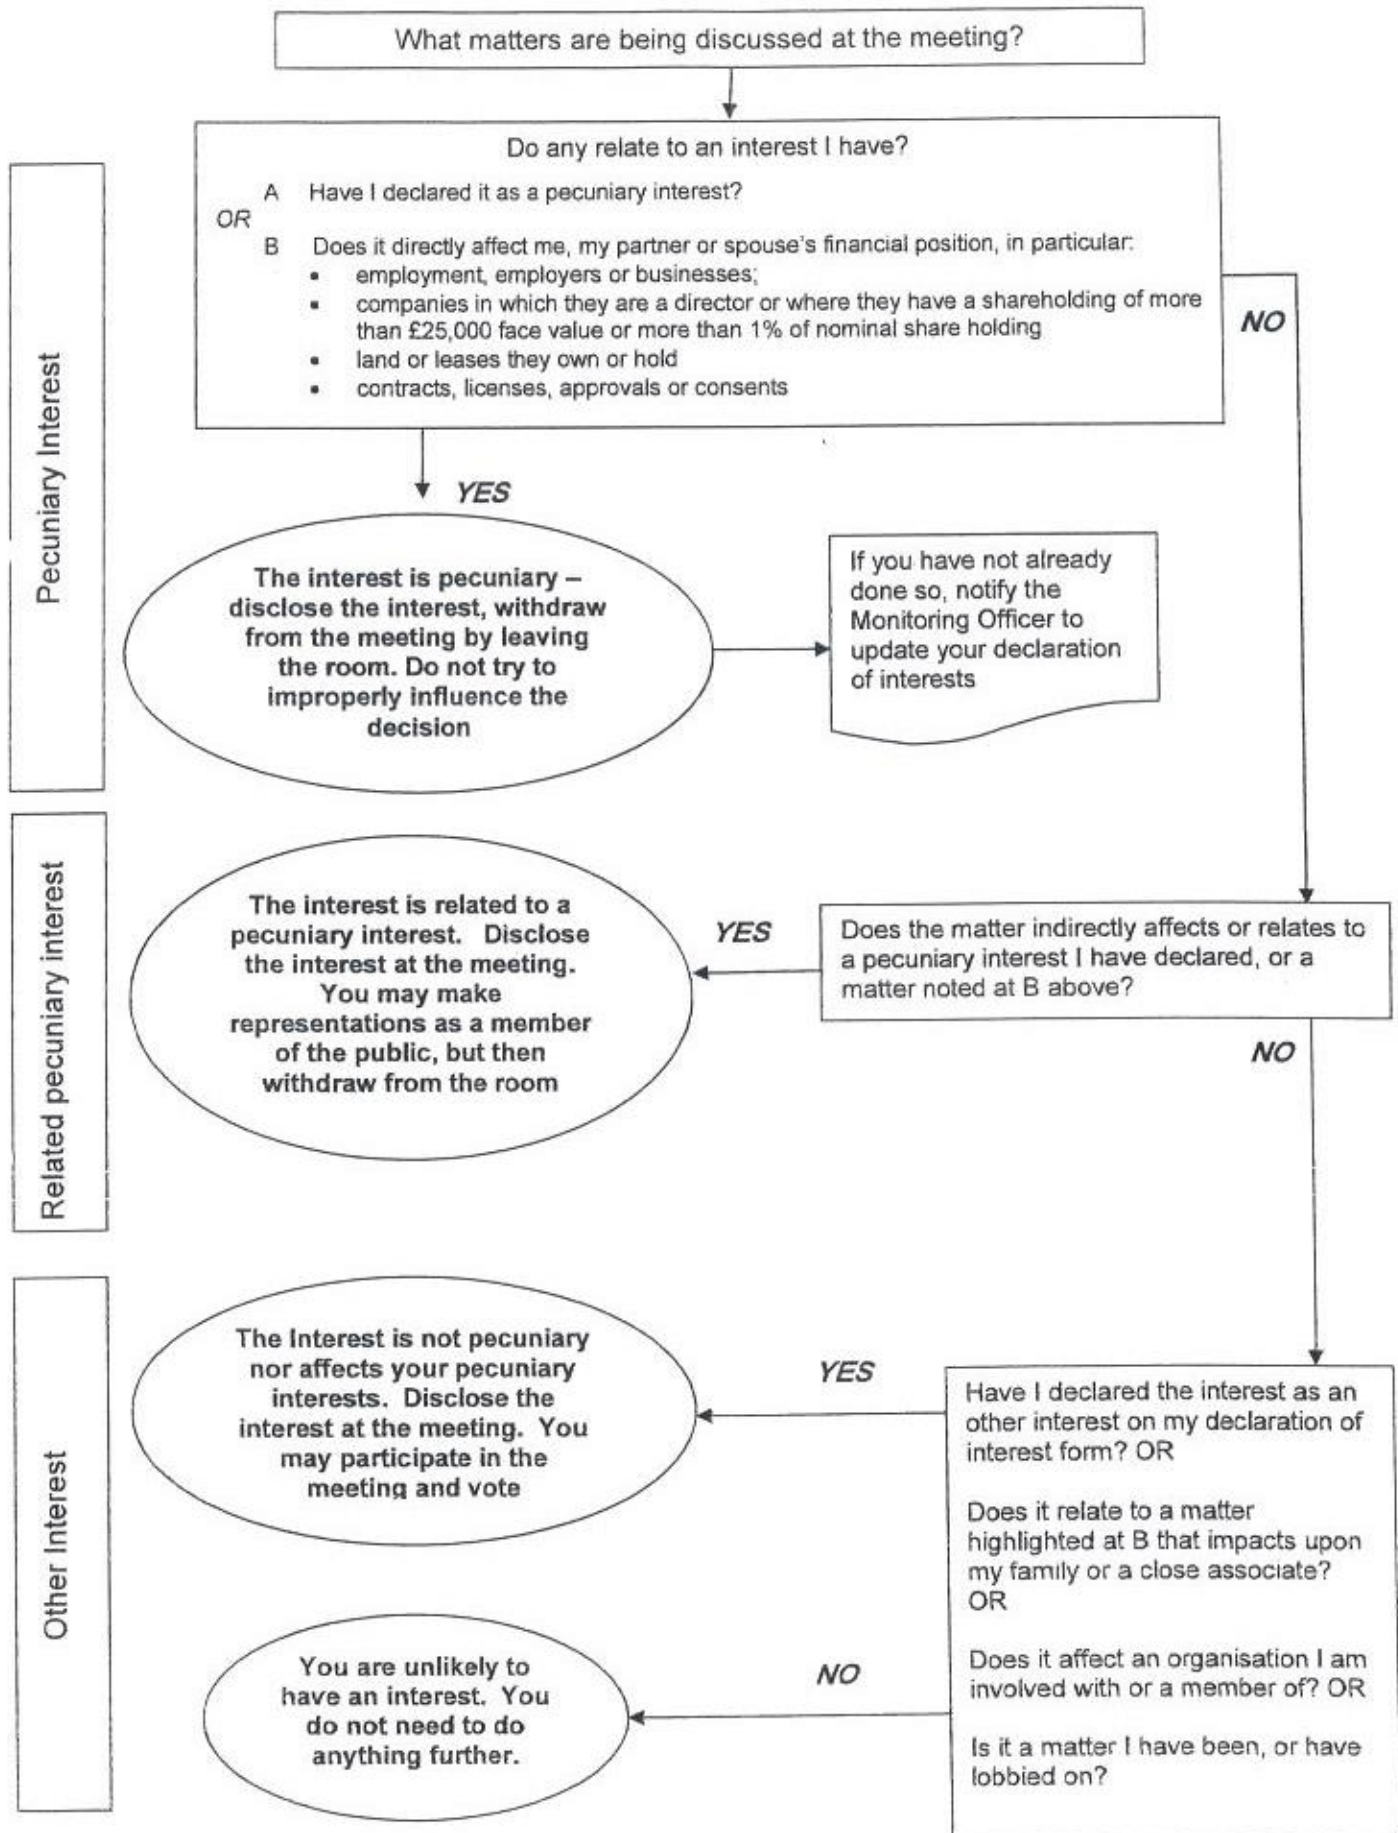 What matters are being discussed at the meeting?
Do any relate to an interest I have?
A Have I declared it as a pecuniary interest?
OR
B Does it directly affect me, my partner or spouse's financial position, in particular:
• employment, employers or businesses;
• companies in which they are a director or where they have a shareholding of more
than £25,000 face value or more than 1% of nominal share holding
• land or leases they own or hold
• contracts, licenses, approvals or consents
NO
Pecuniary Interest
YES
The interest is pecuniary –
disclose the interest, withdraw
from the meeting by leaving
the room. Do not try to
improperly influence the
decision
If you have not already
done so, notify the
Monitoring Officer to
update your declaration
of interests
Related pecuniary interest
The interest is related to a
pecuniary interest. Disclose
the interest at the meeting.
You may make
representations as a member
of the public, but then
withdraw from the room
YES
Does the matter indirectly affects or relates to
a pecuniary interest I have declared, or a
matter noted at B above?
NO
Other Interest
The Interest is not pecuniary
nor affects your pecuniary
interests. Disclose the
interest at the meeting. You
may participate in the
meeting and vote
YES
Have I declared the interest as an
other interest on my declaration of
interest form? OR
Does it relate to a matter
highlighted at B that impacts upon
my family or a close associate?
OR
Does it affect an organisation I am
involved with or a member of? OR
Is it a matter I have been, or have
lobbied on?
NO
You are unlikely to
have an interest. You
do not need to do
anything further.